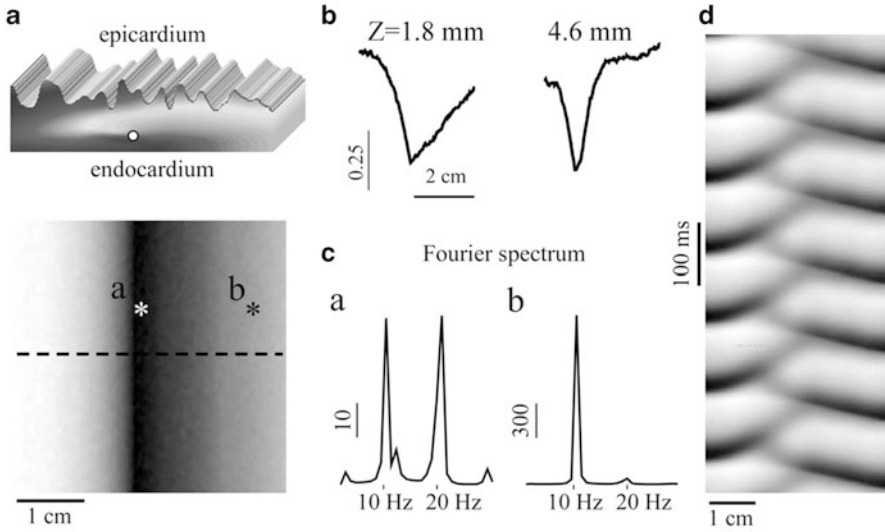 a
epicardium
endocardium
a
b
1 cm
b
Z=1.8 mm
4.6 mm
0.25
2 cm
c
Fourier spectrum
a
b
10
300
10 Hz
20 Hz
10 Hz
20 Hz
d
100 ms
1 cm